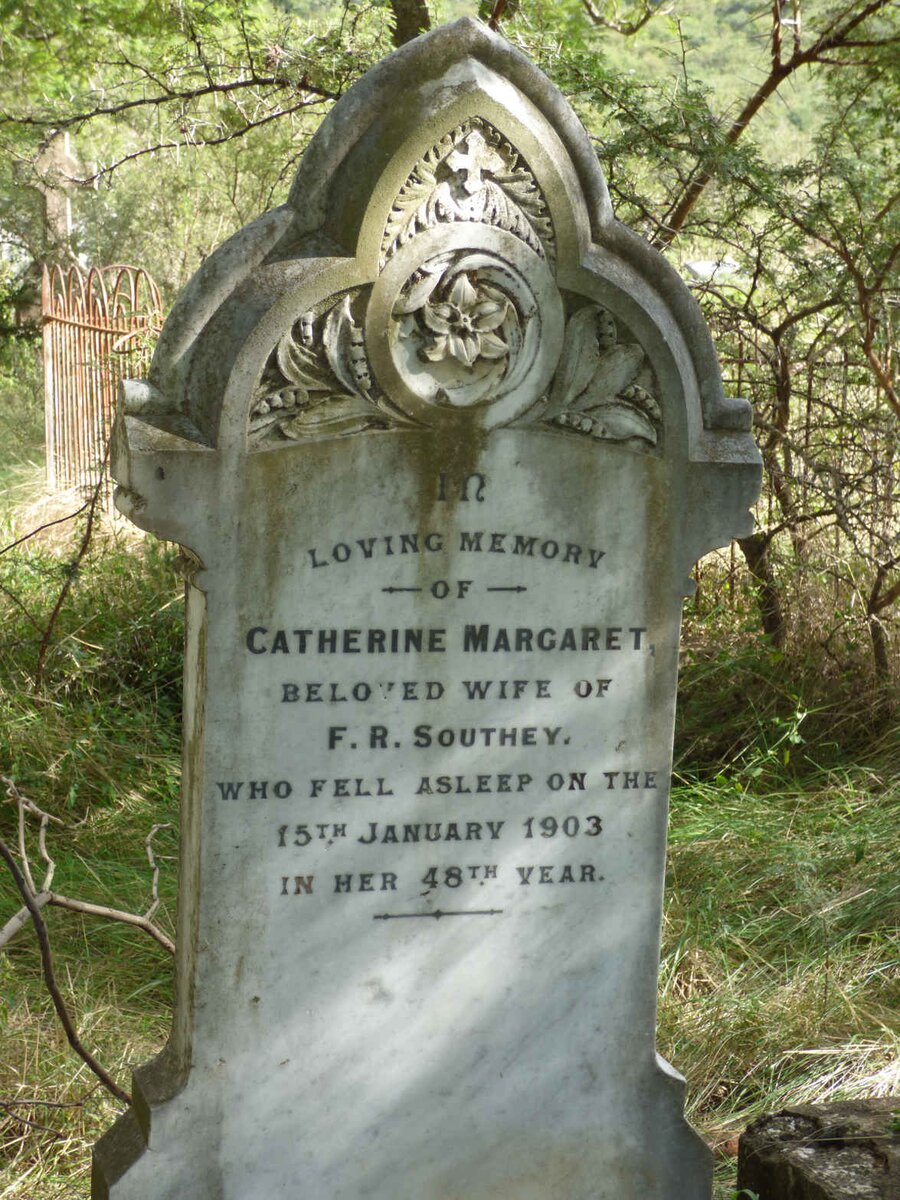 IN
LOVING MEMORY
OF
CATHERINE MARGARET,
BELOVED WIFE OF
F. R. SOUTHEY.
WHO FELL ASLEEP ON THE
15TH JANUARY 1903
IN HER 48TH YEAR.